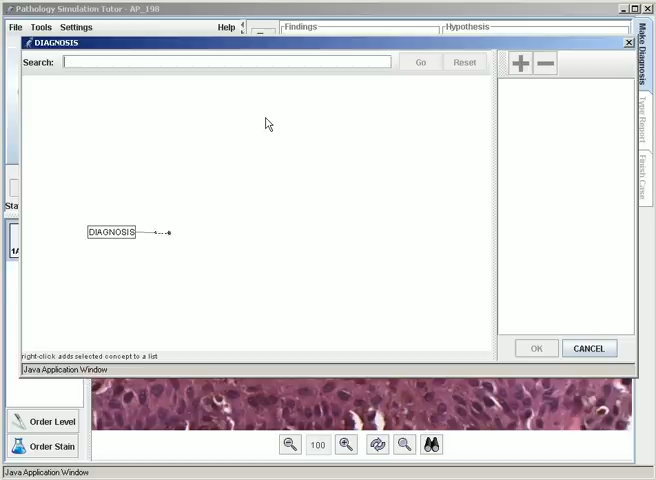 Pathology Simulation Tutor - AP_198
File Tools Settings Help Findings Hypothesis
DIAGNOSIS
Search: Go Reset
Make Diagnosis
Type Report
Finish Case
DIAGNOSIS
right-click adds selected concept to a list
OK CANCEL
Java Application Window
Order Level
Order Stain
100
Java Application Window